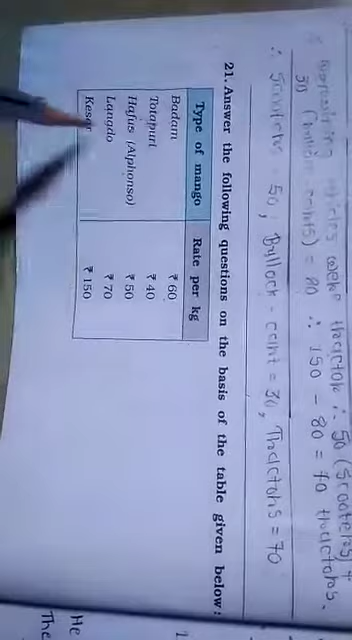 30 (bullock carts) = 80 ∴ 150 - 80 = 70 tractors.
∴ Scooters = 50, Bullock-cart = 30, Tractors = 70
21. Answer the following questions on the basis of the table given below:
Type of mango Rate per kg
Badam ₹ 60
Totapuri ₹ 40
Hafus (Alphonso) ₹ 50
Langdo ₹ 70
Kesar ₹ 150
He
The